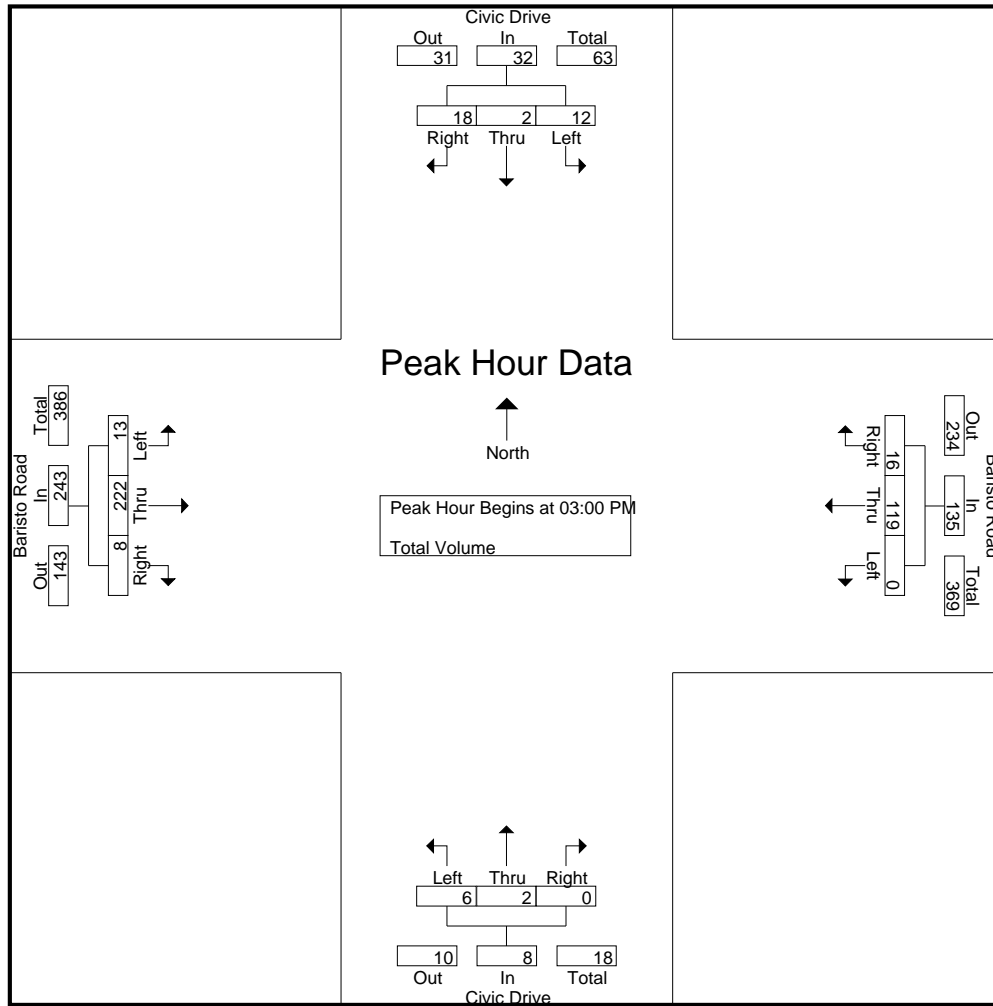 Civic Drive
Out In Total
31 32 63
18 2 12
Right Thru Left
Peak Hour Data
North
Peak Hour Begins at 03:00 PM
Total Volume
Baristo Road
Total In Out
386 243 143
13 222 8
Left Thru Right
Baristo Road
Out In Total
234 135 369
16 119 0
Right Thru Left
Left Thru Right
6 2 0
10 8 18
Out In Total
Civic Drive